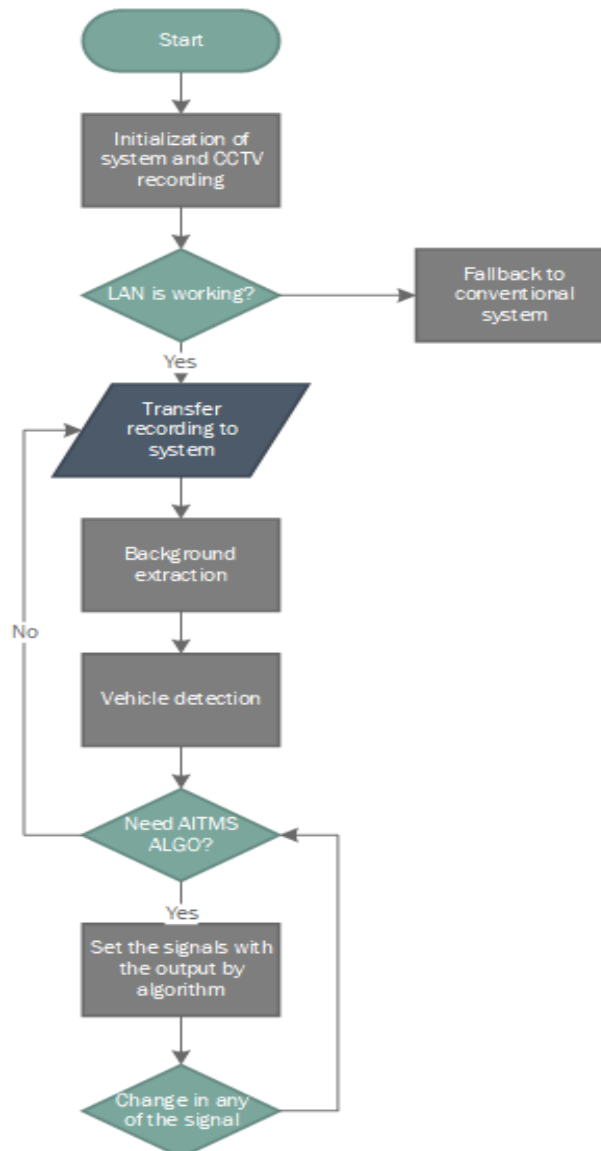 Start
Initialization of
system and CCTV
recording
LAN is working?
Fallback to
conventional
system
Yes
Transfer
recording to
system
Background
extraction
No
Vehicle detection
Need AITMS
ALGO?
Yes
Set the signals with
the output by
algorithm
Change in any
of the signal